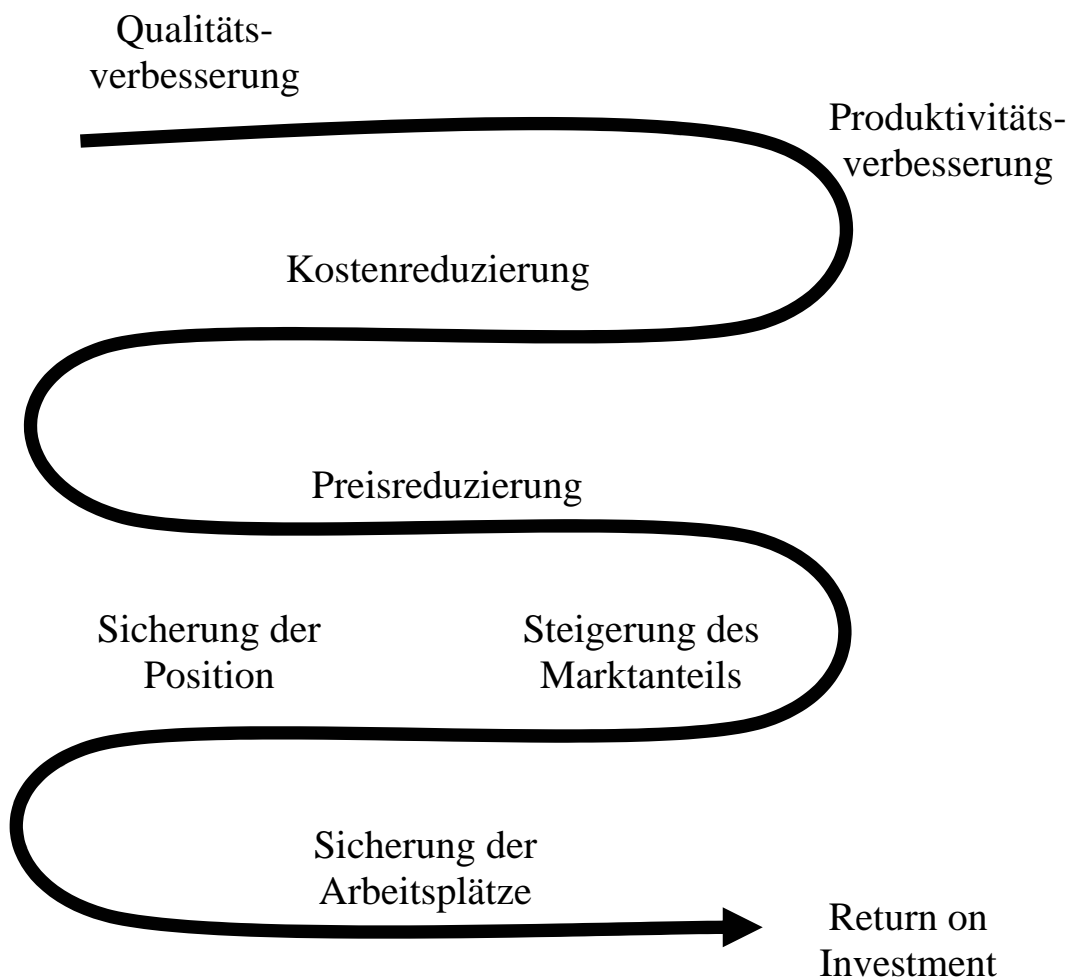 Qualitäts-
verbesserung
Produktivitäts-
verbesserung
Kostenreduzierung
Preisreduzierung
Sicherung der
Position
Steigerung des
Marktanteils
Sicherung der
Arbeitsplätze
Return on
Investment